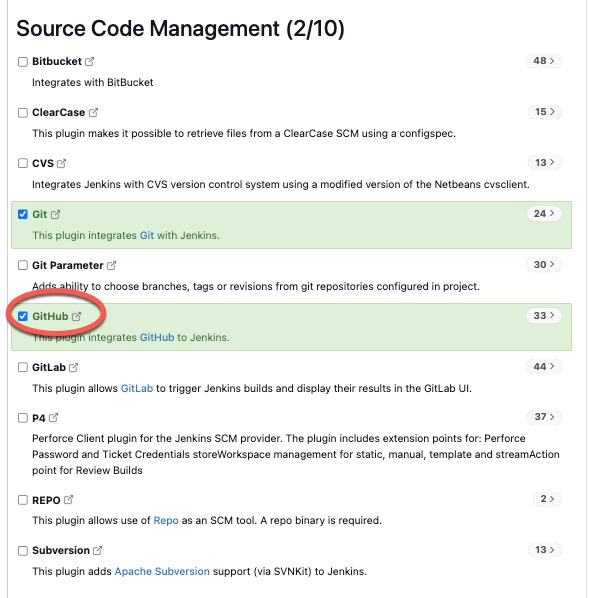 Source Code Management (2/10)
Bitbucket 48 >
Integrates with BitBucket
ClearCase 15 >
This plugin makes it possible to retrieve files from a ClearCase SCM using a configspec.
CVS 13 >
Integrates Jenkins with CVS version control system using a modified version of the Netbeans cvsclient.
Git 24 >
This plugin integrates Git with Jenkins.
Git Parameter 30 >
Adds ability to choose branches, tags or revisions from git repositories configured in project.
GitHub 33 >
This plugin integrates GitHub to Jenkins.
GitLab 44 >
This plugin allows GitLab to trigger Jenkins builds and display their results in the GitLab UI.
P4 37 >
Perforce Client plugin for the Jenkins SCM provider. The plugin includes extension points for: Perforce
Password and Ticket Credentials storeWorkspace management for static, manual, template and streamAction
point for Review Builds
REPO 2 >
This plugin allows use of Repo as an SCM tool. A repo binary is required.
Subversion 13 >
This plugin adds Apache Subversion support (via SVNKit) to Jenkins.